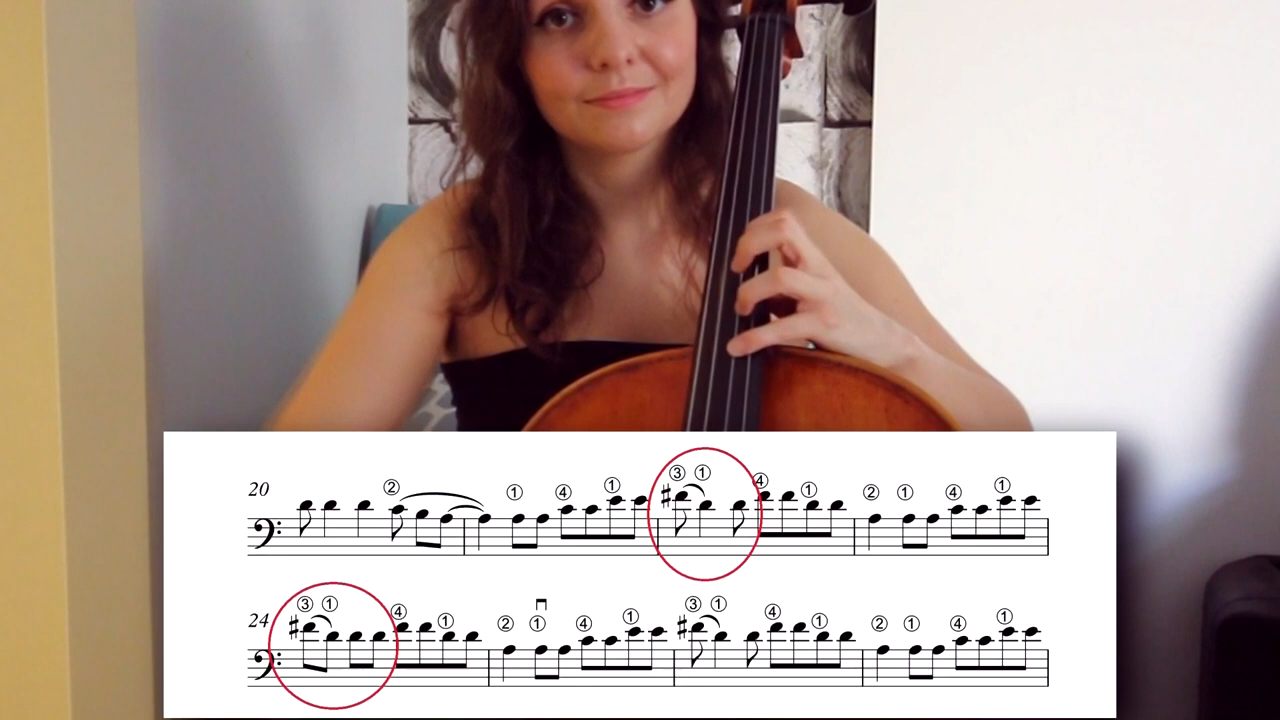 ② ① ④ ① ③ ① ④ ① ② ① ④ ①
20
③ ① ④ ① ② ① ④ ① ③ ① ④ ① ② ① ④ ①
24